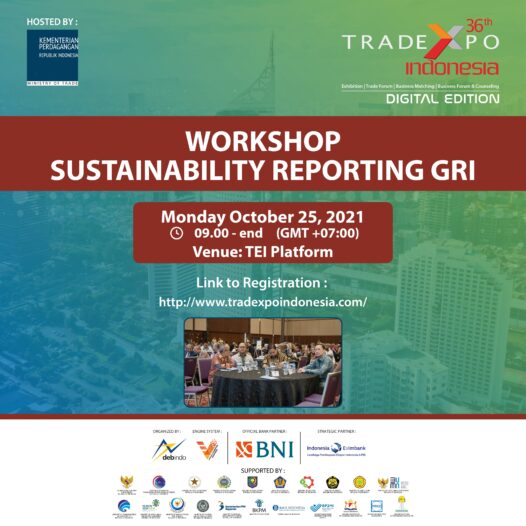 HOSTED BY :
KEMENTERIAN
PERDAGANGAN
REPUBLIK INDONESIA
MINISTRY OF TRADE
36th
TRADE XPO
indonesia
Exhibition | Trade Forum | Business Matching | Business Forum & Counseling
DIGITAL EDITION
WORKSHOP
SUSTAINABILITY REPORTING GRI
Monday October 25, 2021
09.00 - end (GMT +07:00)
Venue: TEI Platform
Link to Registration :
http://www.tradexpoindonesia.com/
ORGANIZED BY :
ENGINE SYSTEM :
OFFICIAL BANK PARTNER :
STRATEGIC PARTNER :
debindo
BNI
Indonesia Eximbank
SUPPORTED BY :
BKPM
BANK INDONESIA